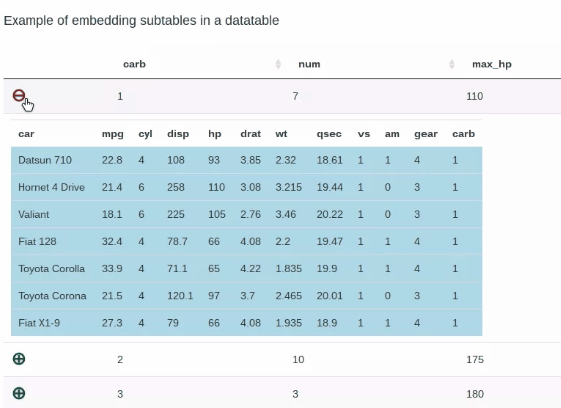 Example of embedding subtables in a datatable
carb num max_hp
1 7 110
car mpg cyl disp hp drat wt qsec vs am gear carb
Datsun 710 22.8 4 108 93 3.85 2.32 18.61 1 1 4 1
Hornet 4 Drive 21.4 6 258 110 3.08 3.215 19.44 1 0 3 1
Valiant 18.1 6 225 105 2.76 3.46 20.22 1 0 3 1
Fiat 128 32.4 4 78.7 66 4.08 2.2 19.47 1 1 4 1
Toyota Corolla 33.9 4 71.1 65 4.22 1.835 19.9 1 1 4 1
Toyota Corona 21.5 4 120.1 97 3.7 2.465 20.01 1 0 3 1
Fiat X1-9 27.3 4 79 66 4.08 1.935 18.9 1 1 4 1
2 10 175
3 3 180